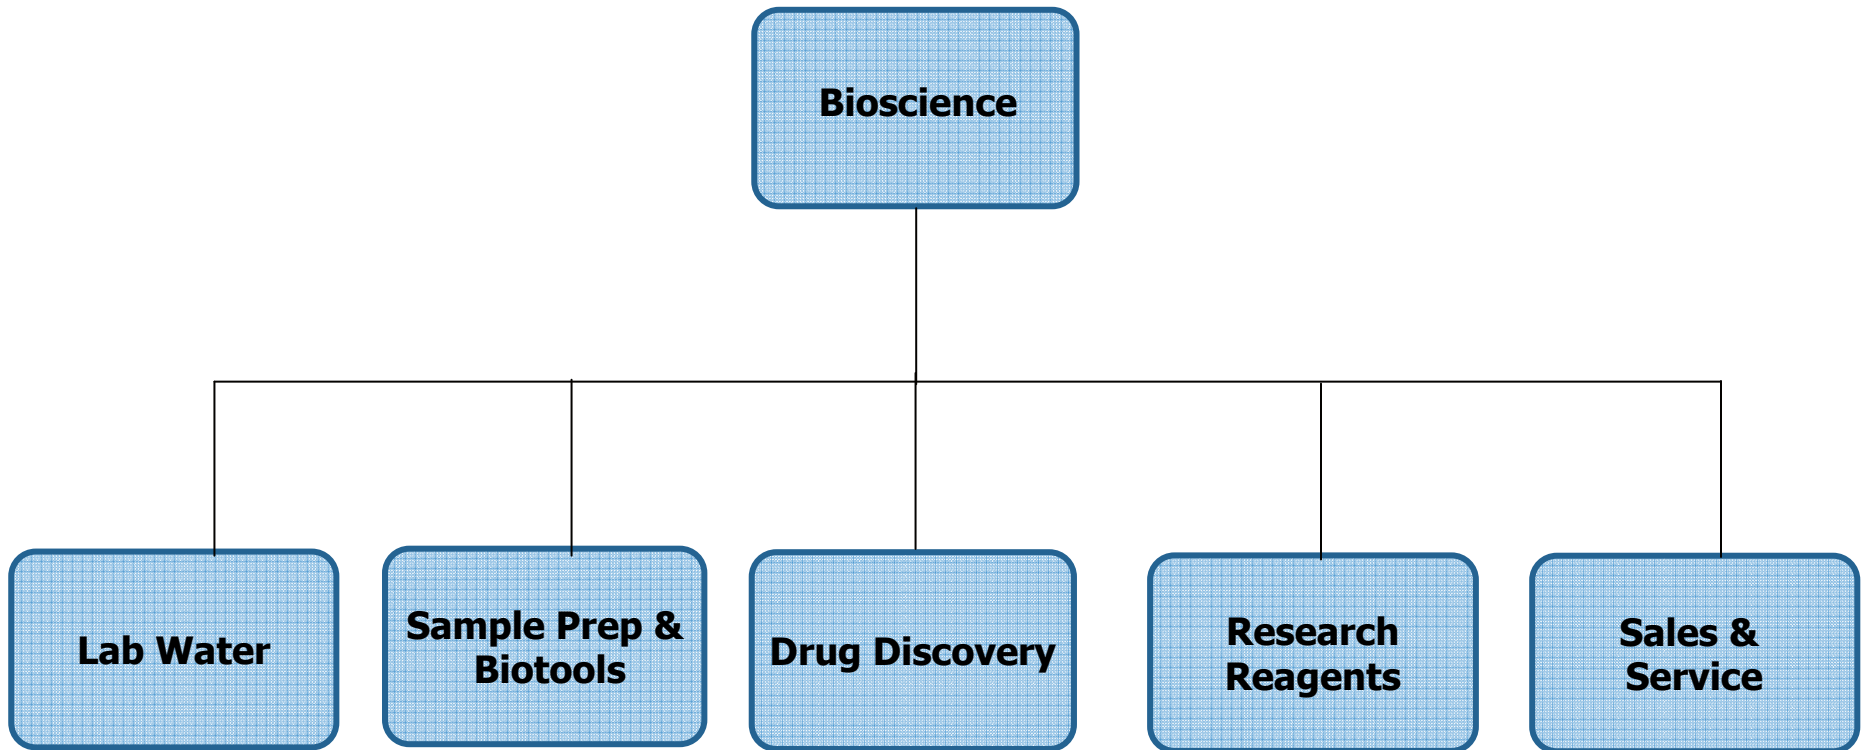 Bioscience
Lab Water
Sample Prep &
Biotools
Drug Discovery
Research
Reagents
Sales &
Service